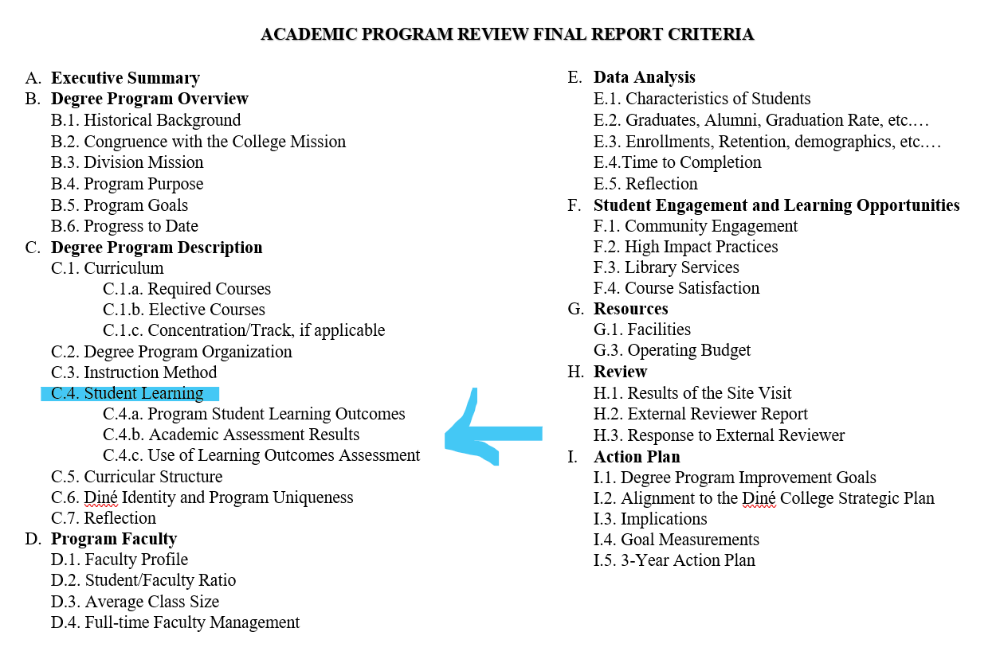 ACADEMIC PROGRAM REVIEW FINAL REPORT CRITERIA
A. Executive Summary
B. Degree Program Overview
B.1. Historical Background
B.2. Congruence with the College Mission
B.3. Division Mission
B.4. Program Purpose
B.5. Program Goals
B.6. Progress to Date
C. Degree Program Description
C.1. Curriculum
C.1.a. Required Courses
C.1.b. Elective Courses
C.1.c. Concentration/Track, if applicable
C.2. Degree Program Organization
C.3. Instruction Method
C.4. Student Learning
C.4.a. Program Student Learning Outcomes
C.4.b. Academic Assessment Results
C.4.c. Use of Learning Outcomes Assessment
C.5. Curricular Structure
C.6. Diné Identity and Program Uniqueness
C.7. Reflection
D. Program Faculty
D.1. Faculty Profile
D.2. Student/Faculty Ratio
D.3. Average Class Size
D.4. Full-time Faculty Management
E. Data Analysis
E.1. Characteristics of Students
E.2. Graduates, Alumni, Graduation Rate, etc.…
E.3. Enrollments, Retention, demographics, etc.…
E.4.Time to Completion
E.5. Reflection
F. Student Engagement and Learning Opportunities
F.1. Community Engagement
F.2. High Impact Practices
F.3. Library Services
F.4. Course Satisfaction
G. Resources
G.1. Facilities
G.3. Operating Budget
H. Review
H.1. Results of the Site Visit
H.2. External Reviewer Report
H.3. Response to External Reviewer
I. Action Plan
I.1. Degree Program Improvement Goals
I.2. Alignment to the Diné College Strategic Plan
I.3. Implications
I.4. Goal Measurements
I.5. 3-Year Action Plan